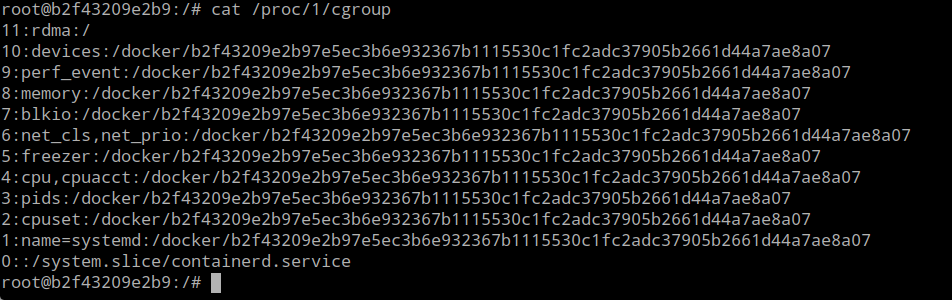 root@b2f43209e2b9:/# cat /proc/1/cgroup
11:rdma:/
10:devices:/docker/b2f43209e2b97e5ec3b6e932367b1115530c1fc2adc37905b2661d44a7ae8a07
9:perf_event:/docker/b2f43209e2b97e5ec3b6e932367b1115530c1fc2adc37905b2661d44a7ae8a07
8:memory:/docker/b2f43209e2b97e5ec3b6e932367b1115530c1fc2adc37905b2661d44a7ae8a07
7:blkio:/docker/b2f43209e2b97e5ec3b6e932367b1115530c1fc2adc37905b2661d44a7ae8a07
6:net_cls,net_prio:/docker/b2f43209e2b97e5ec3b6e932367b1115530c1fc2adc37905b2661d44a7ae8a07
5:freezer:/docker/b2f43209e2b97e5ec3b6e932367b1115530c1fc2adc37905b2661d44a7ae8a07
4:cpu,cpuacct:/docker/b2f43209e2b97e5ec3b6e932367b1115530c1fc2adc37905b2661d44a7ae8a07
3:pids:/docker/b2f43209e2b97e5ec3b6e932367b1115530c1fc2adc37905b2661d44a7ae8a07
2:cpuset:/docker/b2f43209e2b97e5ec3b6e932367b1115530c1fc2adc37905b2661d44a7ae8a07
1:name=systemd:/docker/b2f43209e2b97e5ec3b6e932367b1115530c1fc2adc37905b2661d44a7ae8a07
0::/system.slice/containerd.service
root@b2f43209e2b9:/#